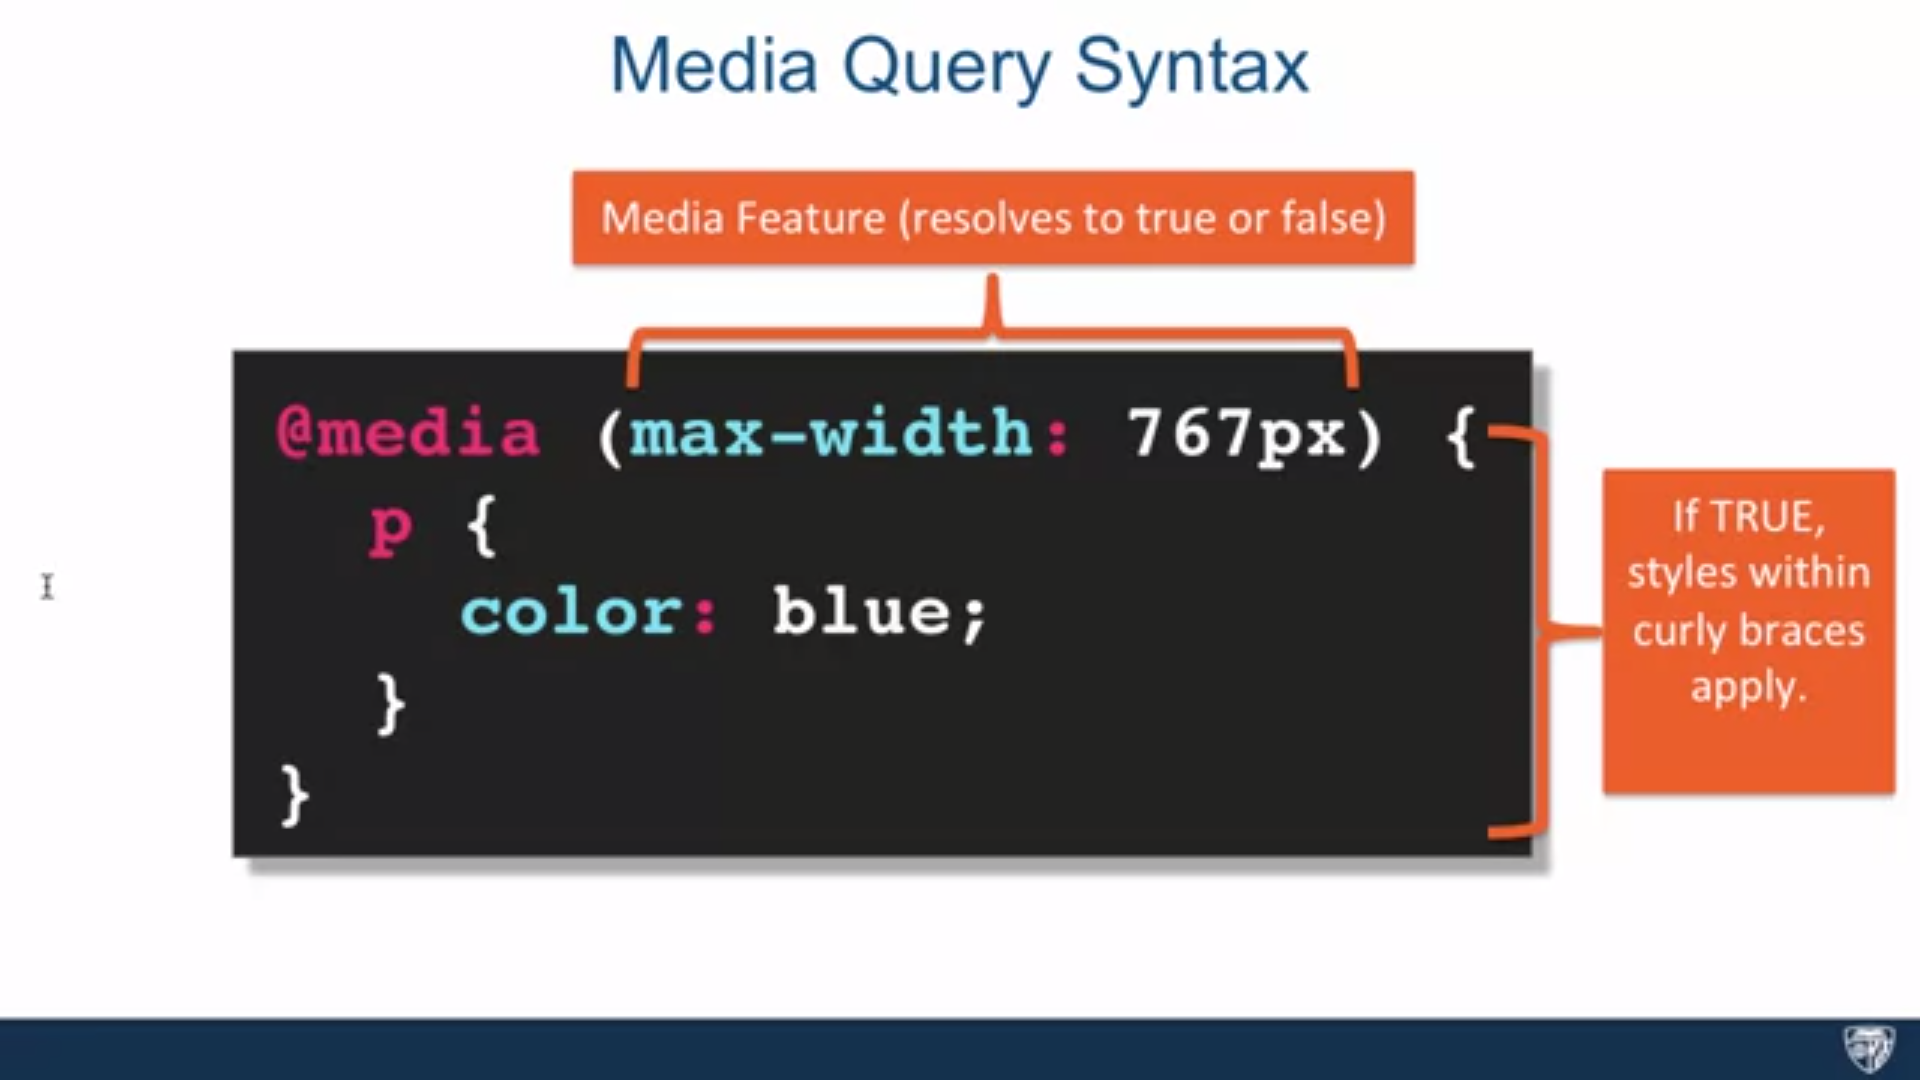 Media Query Syntax
Media Feature (resolves to true or false)
@media (max-width: 767px) {
p {
color: blue;
}
}
If TRUE,
styles within
curly braces
apply.